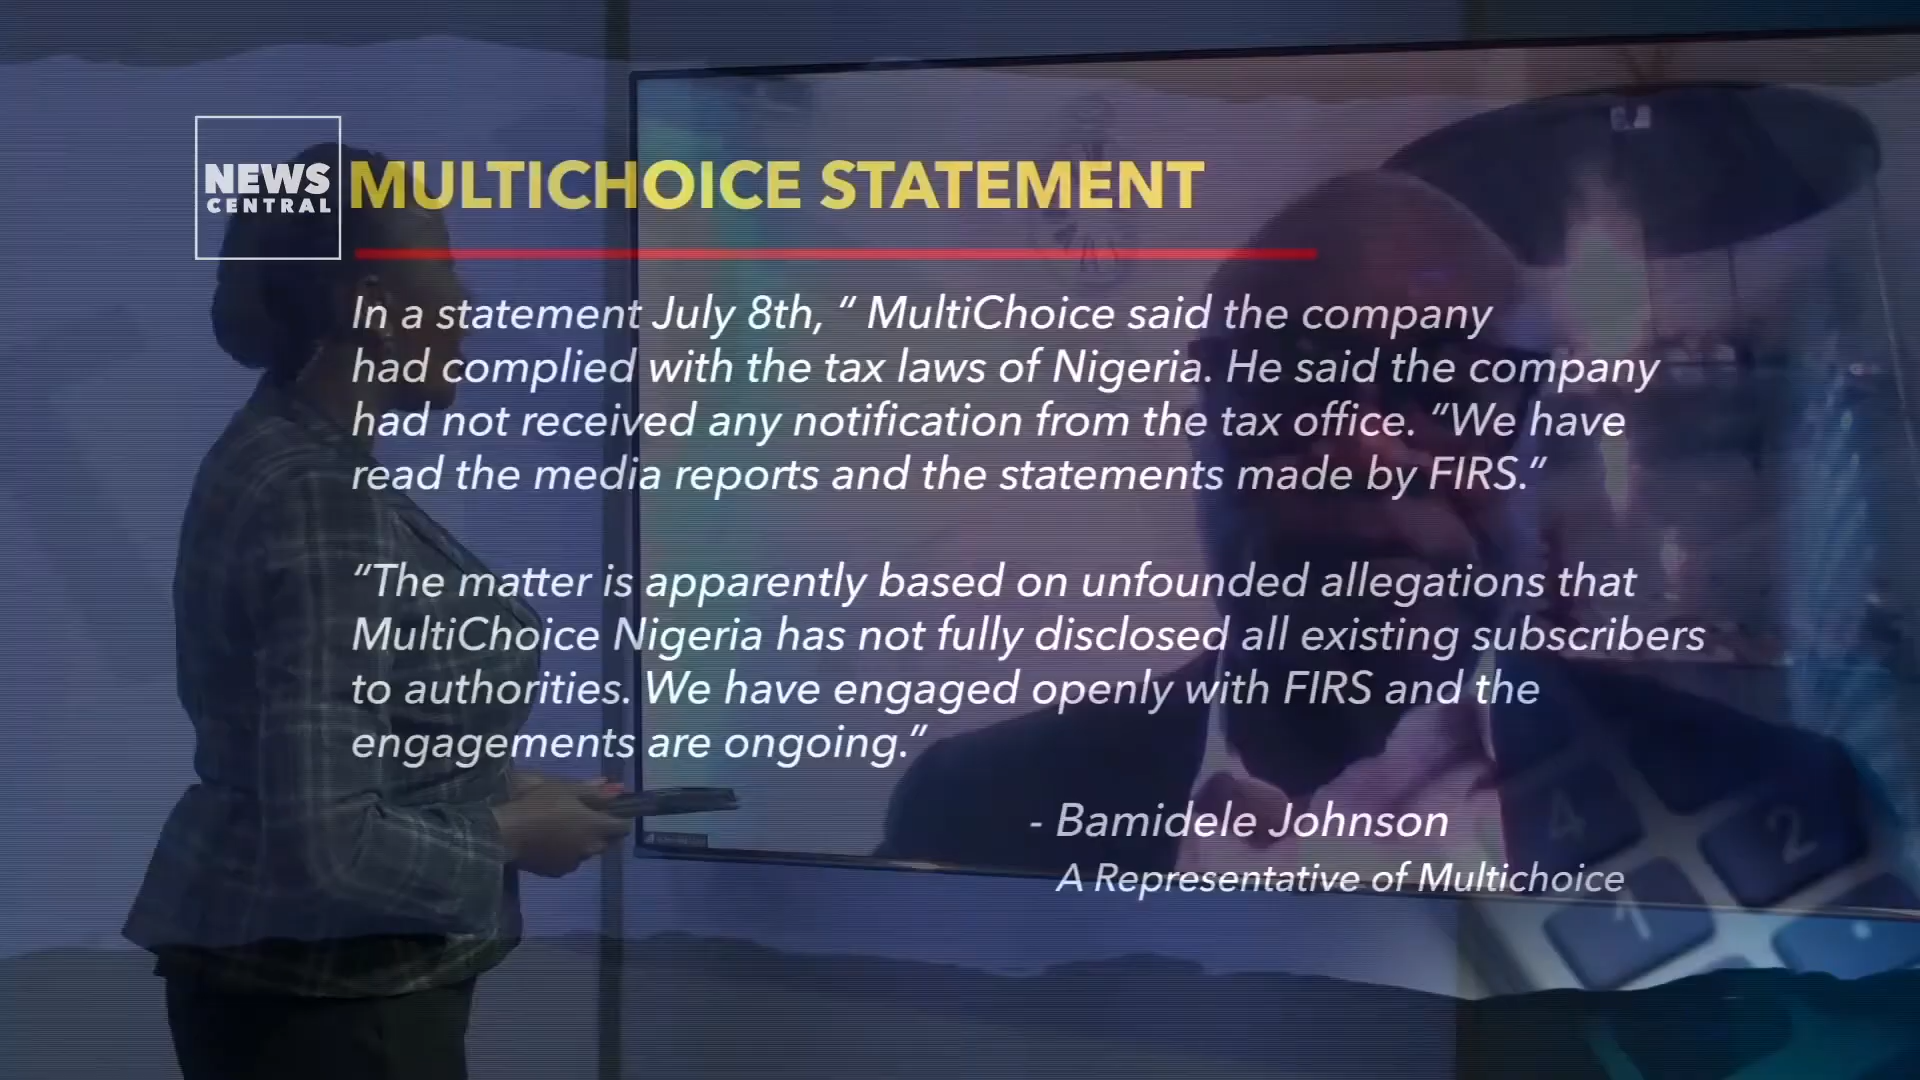 NEWS
CENTRAL
MULTICHOICE STATEMENT
In a statement July 8th, “ MultiChoice said the company
had complied with the tax laws of Nigeria. He said the company
had not received any notification from the tax office. “We have
read the media reports and the statements made by FIRS.”
“The matter is apparently based on unfounded allegations that
MultiChoice Nigeria has not fully disclosed all existing subscribers
to authorities. We have engaged openly with FIRS and the
engagements are ongoing.”
- Bamidele Johnson
A Representative of Multichoice
4
2
1